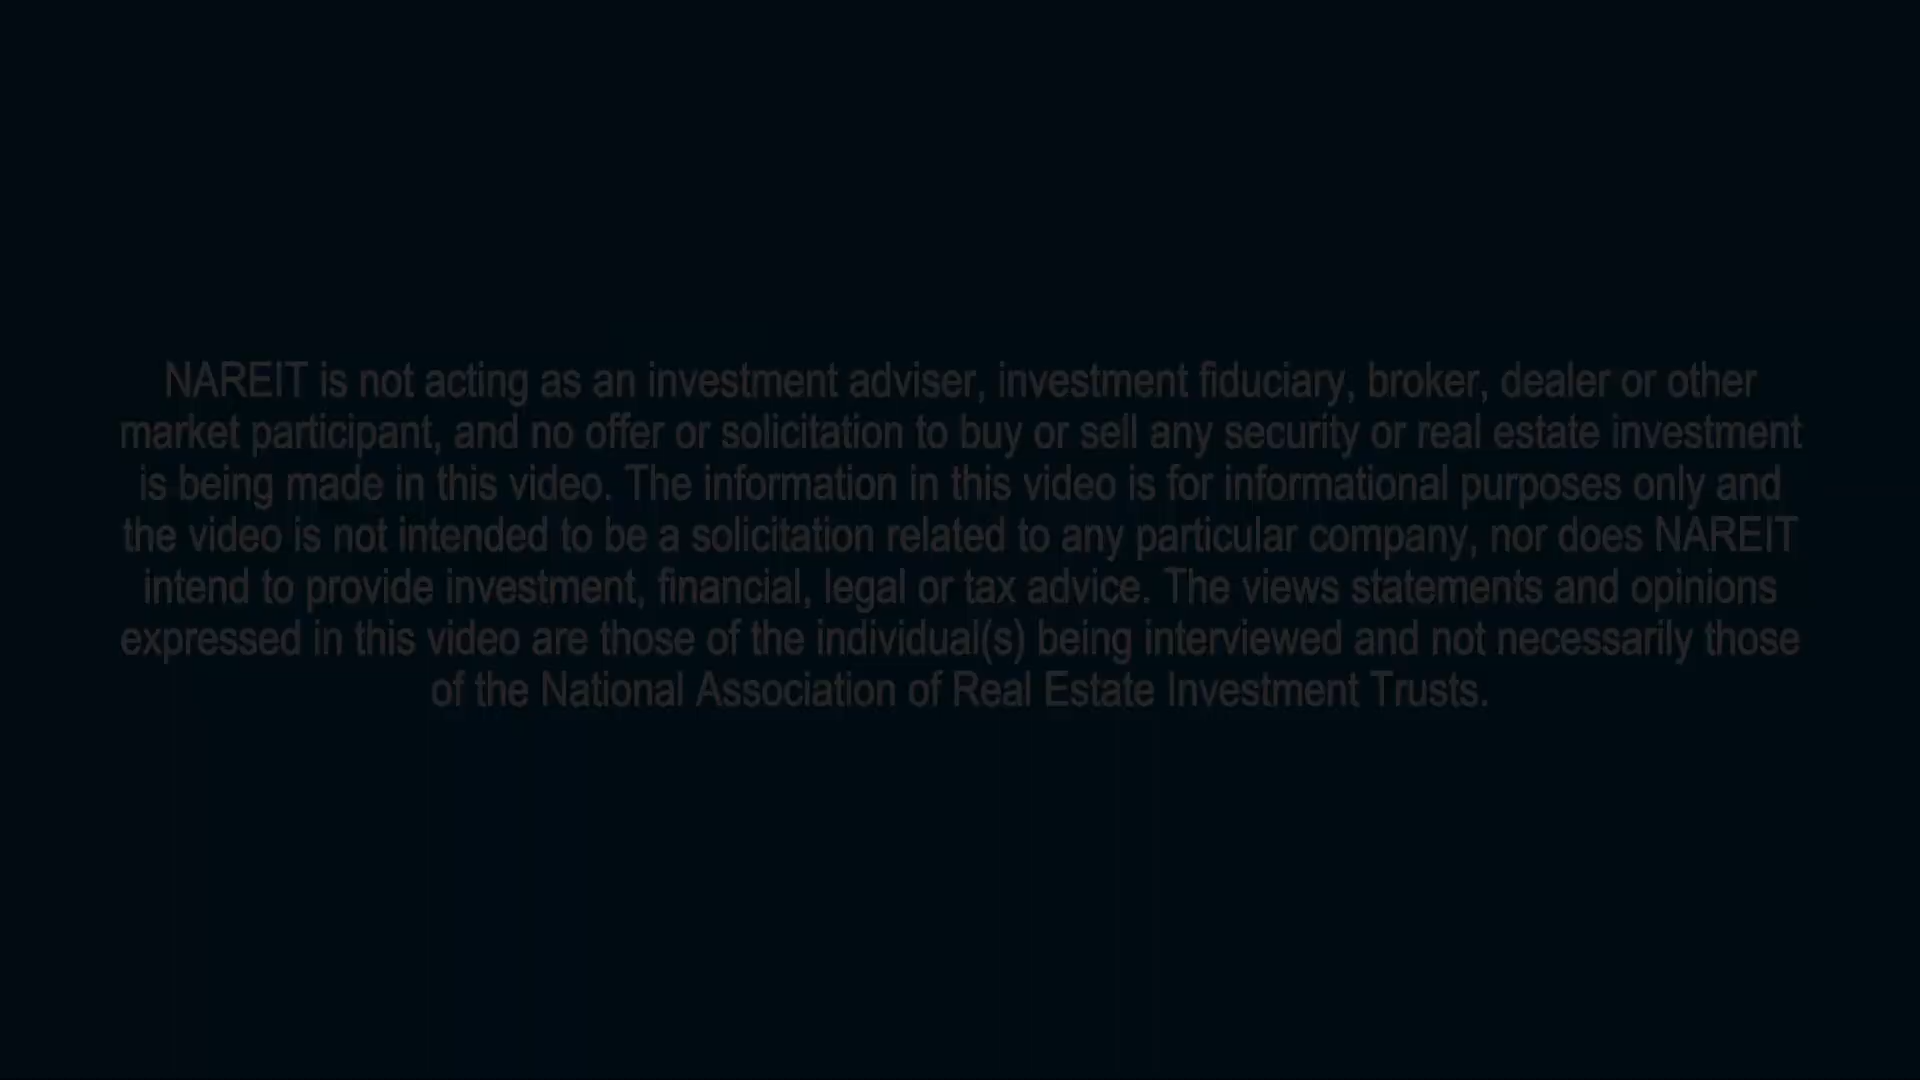 NAREIT is not acting as an investment adviser, investment fiduciary, broker, dealer or other
market participant, and no offer or solicitation to buy or sell any security or real estate investment
is being made in this video. The information in this video is for informational purposes only and
the video is not intended to be a solicitation related to any particular company, nor does NAREIT
intend to provide investment, financial, legal or tax advice. The views statements and opinions
expressed in this video are those of the individual(s) being interviewed and not necessarily those
of the National Association of Real Estate Investment Trusts.